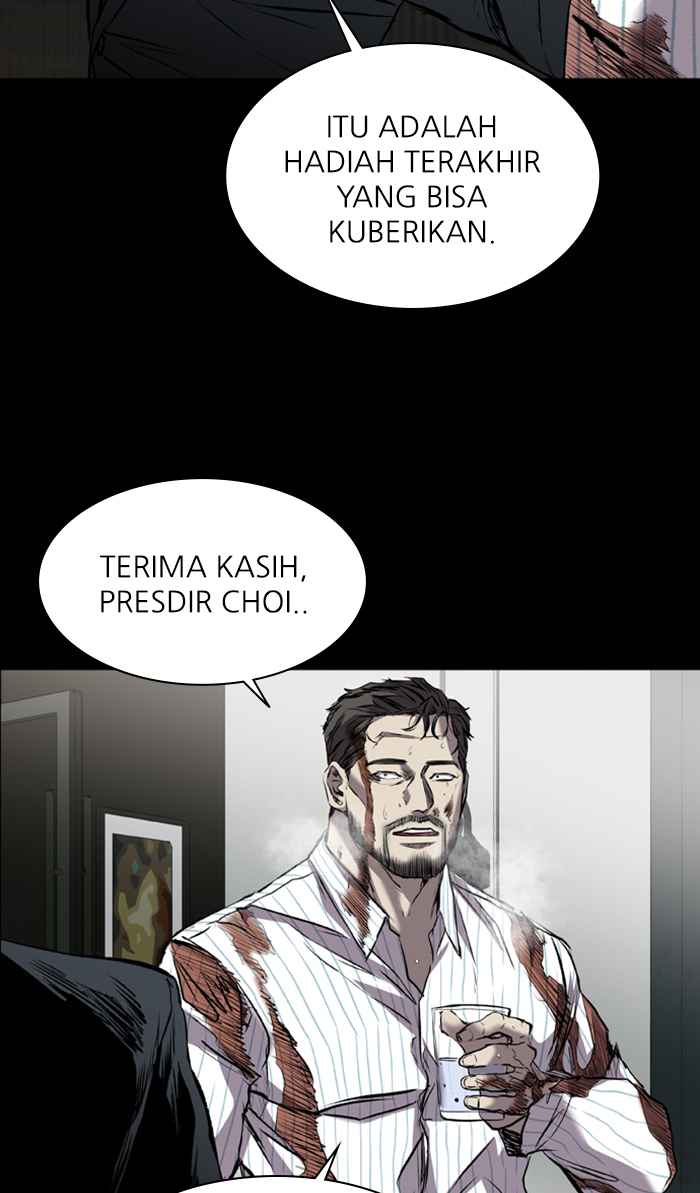 ITU ADALAH
HADIAH TERAKHIR
YANG BISA
KUBERIKAN.
TERIMA KASIH,
PRESDIR CHOI..